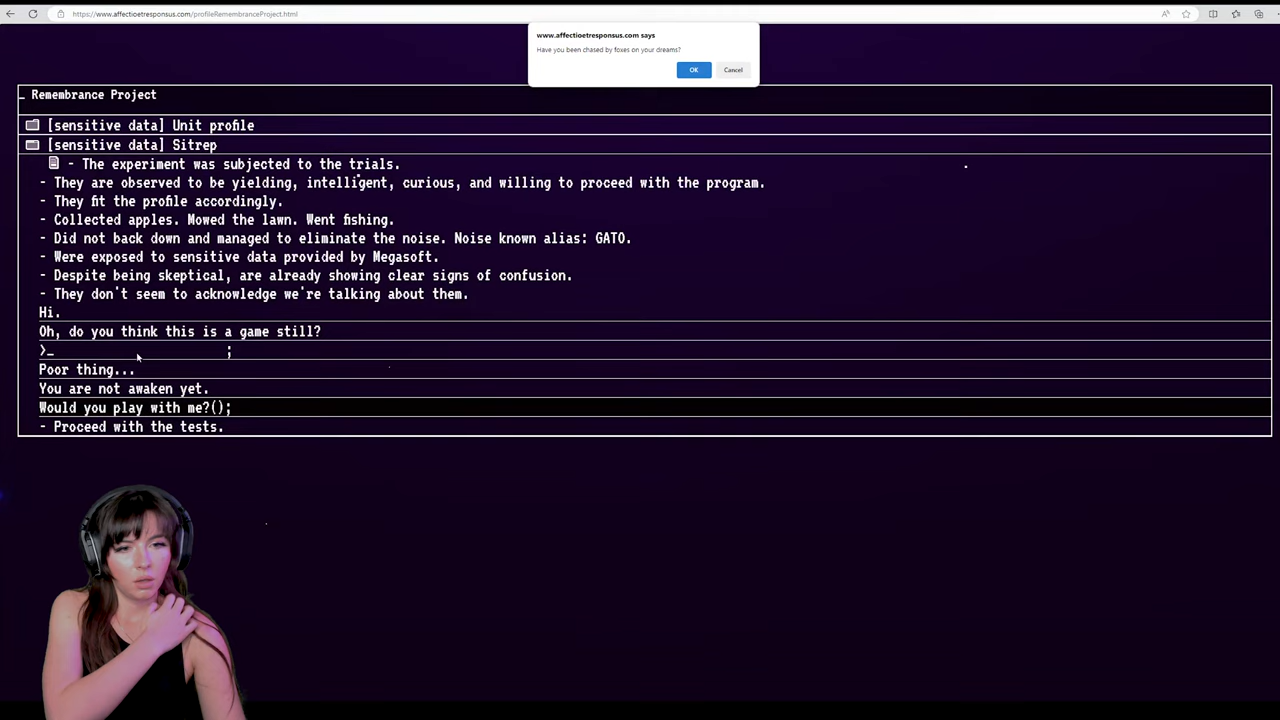 https://www.affectioetresponsus.com/profileRemembranceProject.html
www.affectioetresponsus.com says
Have you been chased by foxes on your dreams?
OK
Cancel
_ Remembrance Project
[sensitive data] Unit profile
[sensitive data] Sitrep
- The experiment was subjected to the trials.
- They are observed to be yielding, intelligent, curious, and willing to proceed with the program.
- They fit the profile accordingly.
- Collected apples. Mowed the lawn. Went fishing.
- Did not back down and managed to eliminate the noise. Noise known alias: GATO.
- Were exposed to sensitive data provided by Megasoft.
- Despite being skeptical, are already showing clear signs of confusion.
- They don't seem to acknowledge we're talking about them.
Hi.
Oh, do you think this is a game still?
>_ ;
Poor thing...
You are not awaken yet.
Would you play with me?();
- Proceed with the tests.